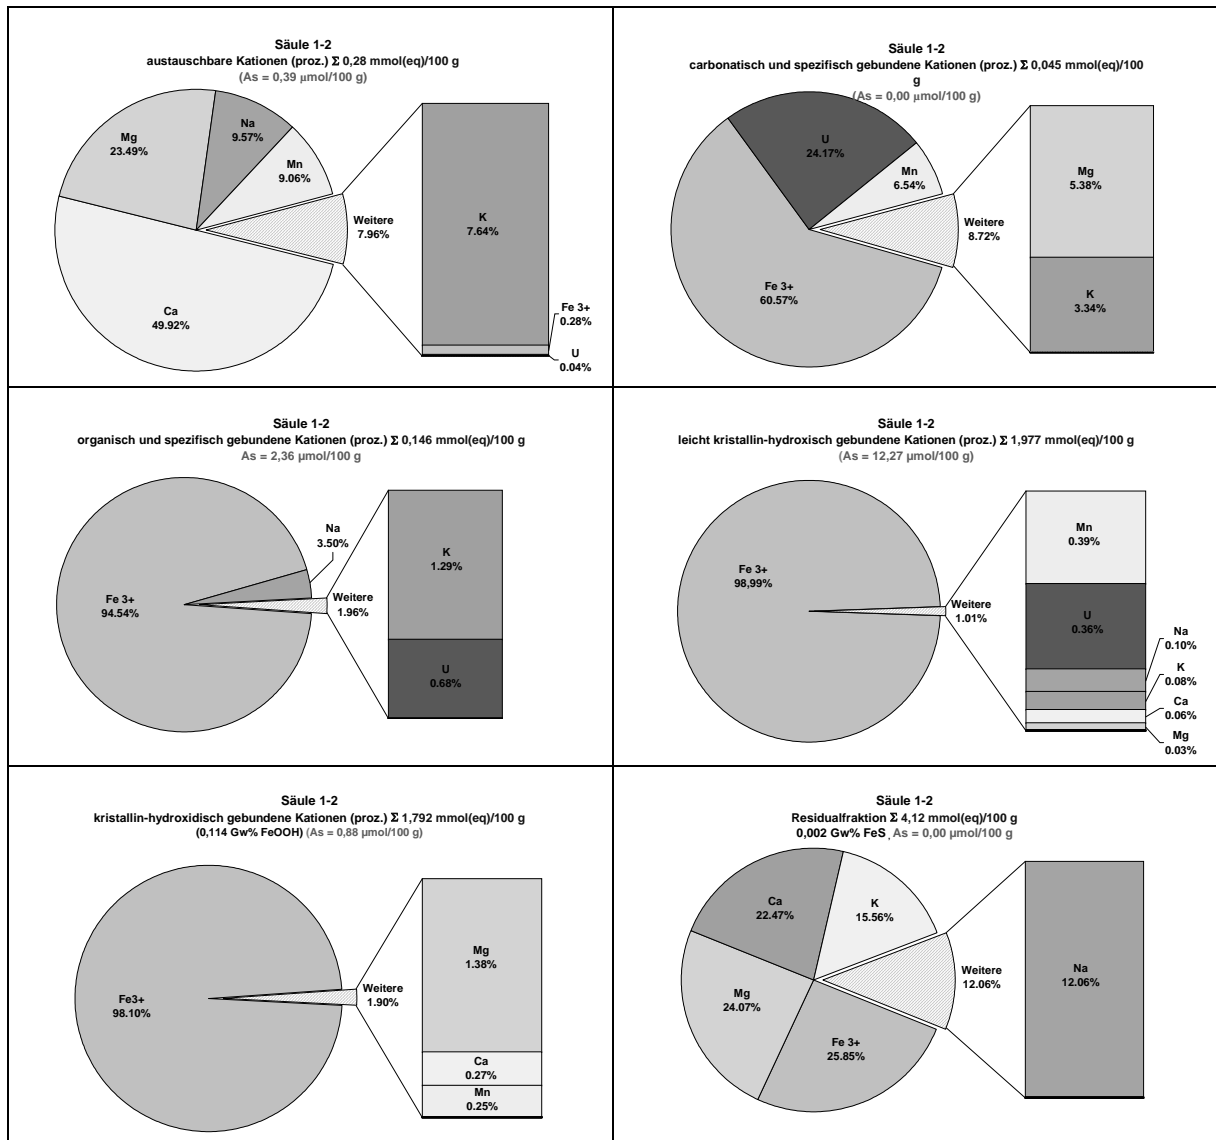 Säule 1-2
austauschbare Kationen (proz.) Σ 0,28 mmol(eq)/100 g
(As = 0,39 µmol/100 g)
Na
9.57%
Mg
23.49%
Mn
9.06%
Weitere
7.96%
K
7.64%
Ca
49.92%
Fe 3+
0.28%
U
0.04%
Säule 1-2
carbonatisch und spezifisch gebundene Kationen (proz.) Σ 0,045 mmol(eq)/100
g
(As = 0,00 µmol/100 g)
U
24.17%
Mn
6.54%
Mg
5.38%
Weitere
8.72%
Fe 3+
60.57%
K
3.34%
Säule 1-2
organisch und spezifisch gebundene Kationen (proz.) Σ 0,146 mmol(eq)/100 g
As = 2,36 µmol/100 g
Na
3.50%
K
1.29%
Fe 3+
94.54%
Weitere
1.96%
U
0.68%
Säule 1-2
leicht kristallin-hydroxisch gebundene Kationen (proz.) Σ 1,977 mmol(eq)/100 g
(As = 12,27 µmol/100 g)
Mn
0.39%
Fe 3+
98,99%
Weitere
1.01%
U
0.36%
Na
0.10%
K
0.08%
Ca
0.06%
Mg
0.03%
Säule 1-2
kristallin-hydroxidisch gebundene Kationen (proz.) Σ 1,792 mmol(eq)/100 g
(0,114 Gw% FeOOH) (As = 0,88 µmol/100 g)
Mg
1.38%
Fe3+
98.10%
Weitere
1.90%
Ca
0.27%
Mn
0.25%
Säule 1-2
Residualfraktion Σ 4,12 mmol(eq)/100 g
0,002 Gw% FeS , As = 0,00 µmol/100 g
Ca
22.47%
K
15.56%
Weitere
12.06%
Na
12.06%
Mg
24.07%
Fe 3+
25.85%